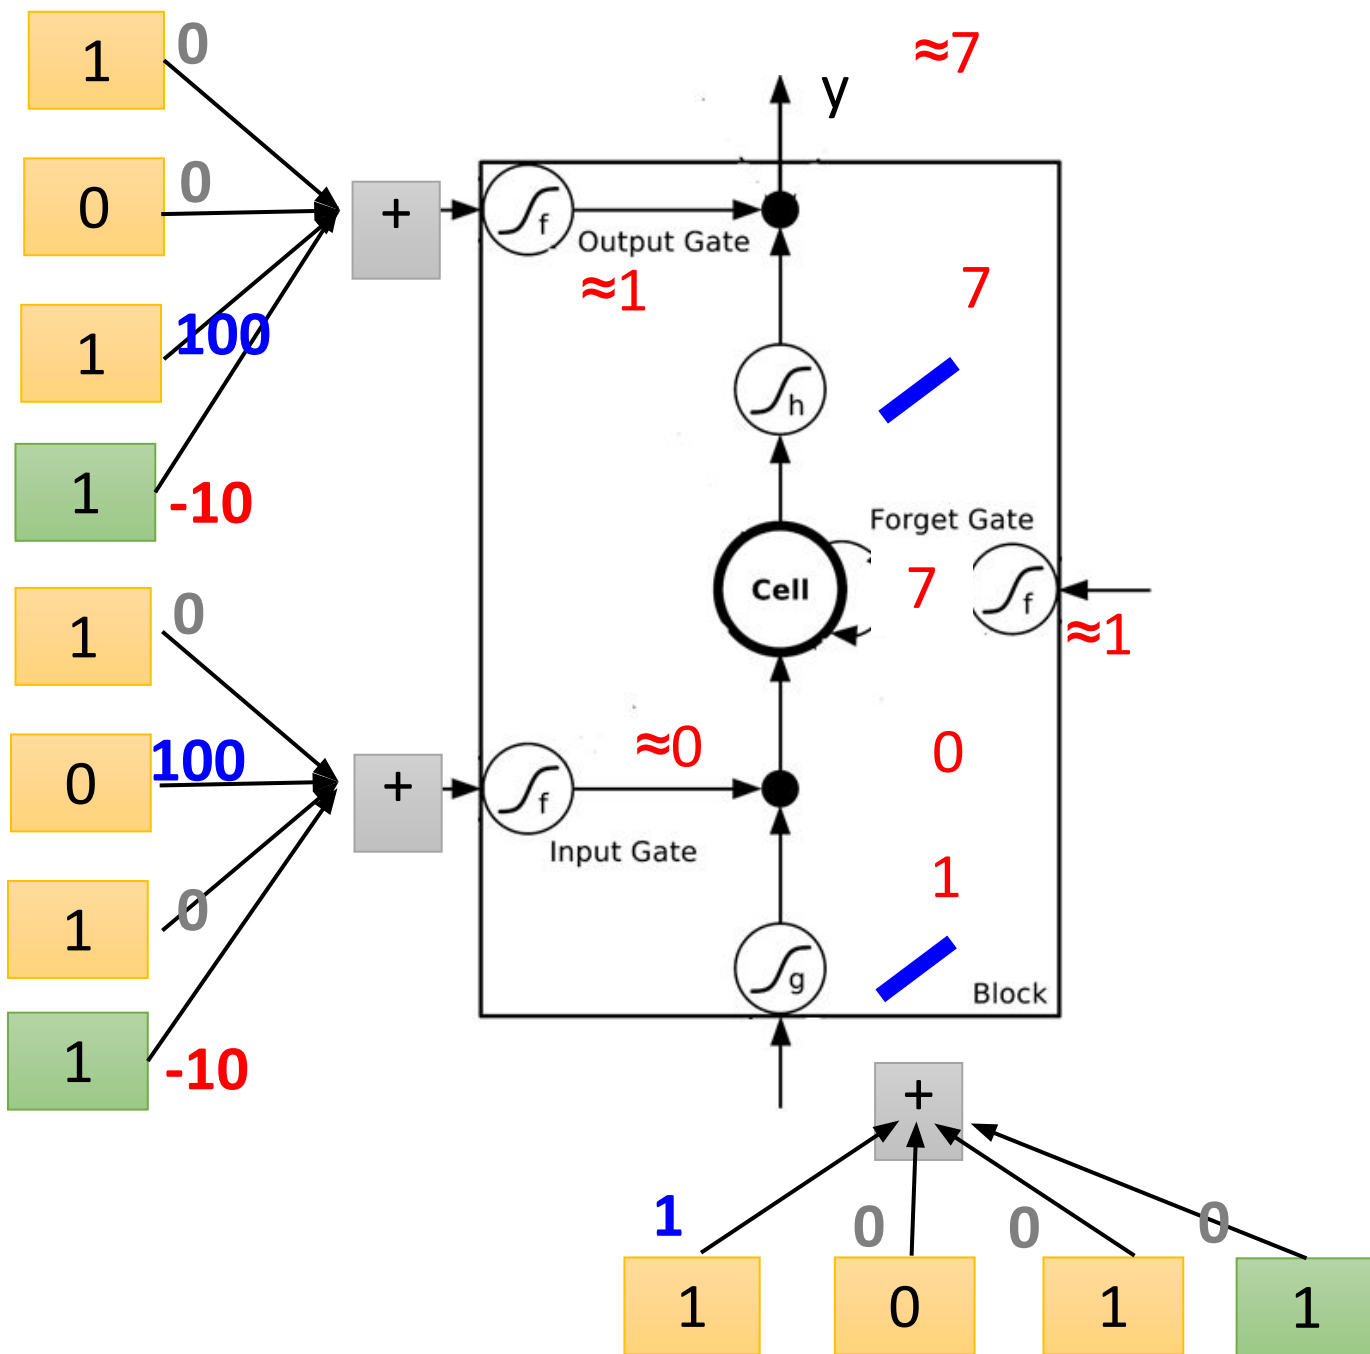 1 0
≈7
y
0 0
+
f
Output Gate
≈1
7
1 100
h
1 -10
Forget Gate
Cell
7
f
≈1
1 0
≈0
0
0 100
+
f
Input Gate
1
1 0
g
Block
1 -10
+
1 0 0 0
1 0 1 1